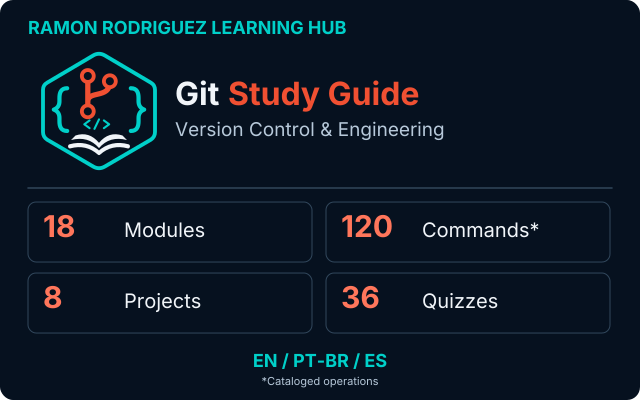 RAMON RODRIGUEZ LEARNING HUB
</>
Git Study Guide
Version Control & Engineering
18 Modules
120 Commands*
8 Projects
36 Quizzes
EN / PT-BR / ES
*Cataloged operations